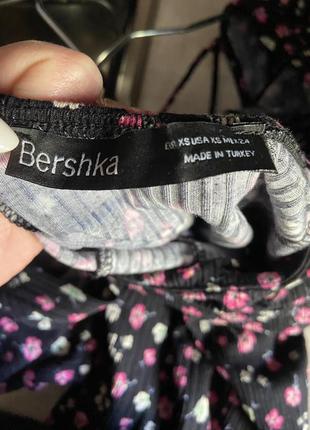 Bershka
EUR XS USA XS MEX 24
MADE IN TURKEY